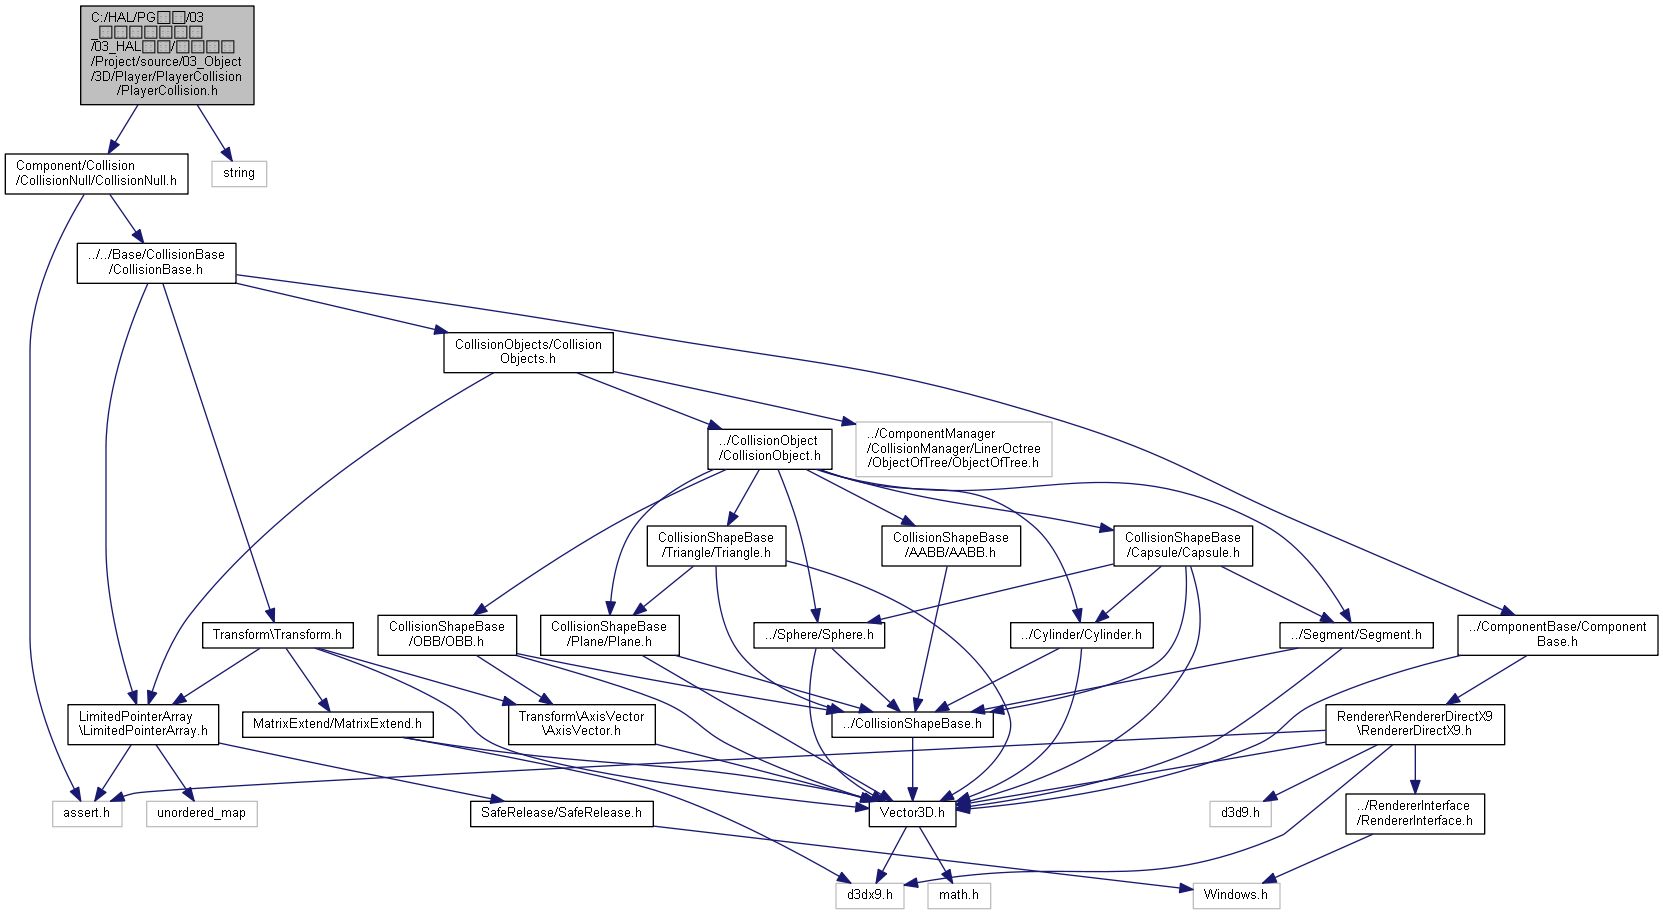 C:/HAL/PG/03
_
/03_HAL/
/Project/source/03_Object
/3D/Player/PlayerCollision
/PlayerCollision.h
Component/Collision
/CollisionNull/CollisionNull.h
string
../../Base/CollisionBase
/CollisionBase.h
CollisionObjects/Collision
Objects.h
../CollisionObject
/CollisionObject.h
../ComponentManager
/CollisionManager/LinerOctree
/ObjectOfTree/ObjectOfTree.h
CollisionShapeBase
/Triangle/Triangle.h
CollisionShapeBase
/AABB/AABB.h
CollisionShapeBase
/Capsule/Capsule.h
Transform\Transform.h
CollisionShapeBase
/OBB/OBB.h
CollisionShapeBase
/Plane/Plane.h
../Sphere/Sphere.h
../Cylinder/Cylinder.h
../Segment/Segment.h
../ComponentBase/Component
Base.h
LimitedPointerArray
\LimitedPointerArray.h
MatrixExtend/MatrixExtend.h
Transform\AxisVector
\AxisVector.h
../CollisionShapeBase.h
Renderer\RendererDirectX9
\RendererDirectX9.h
assert.h
unordered_map
SafeRelease/SafeRelease.h
Vector3D.h
d3d9.h
../RendererInterface
/RendererInterface.h
d3dx9.h
math.h
Windows.h